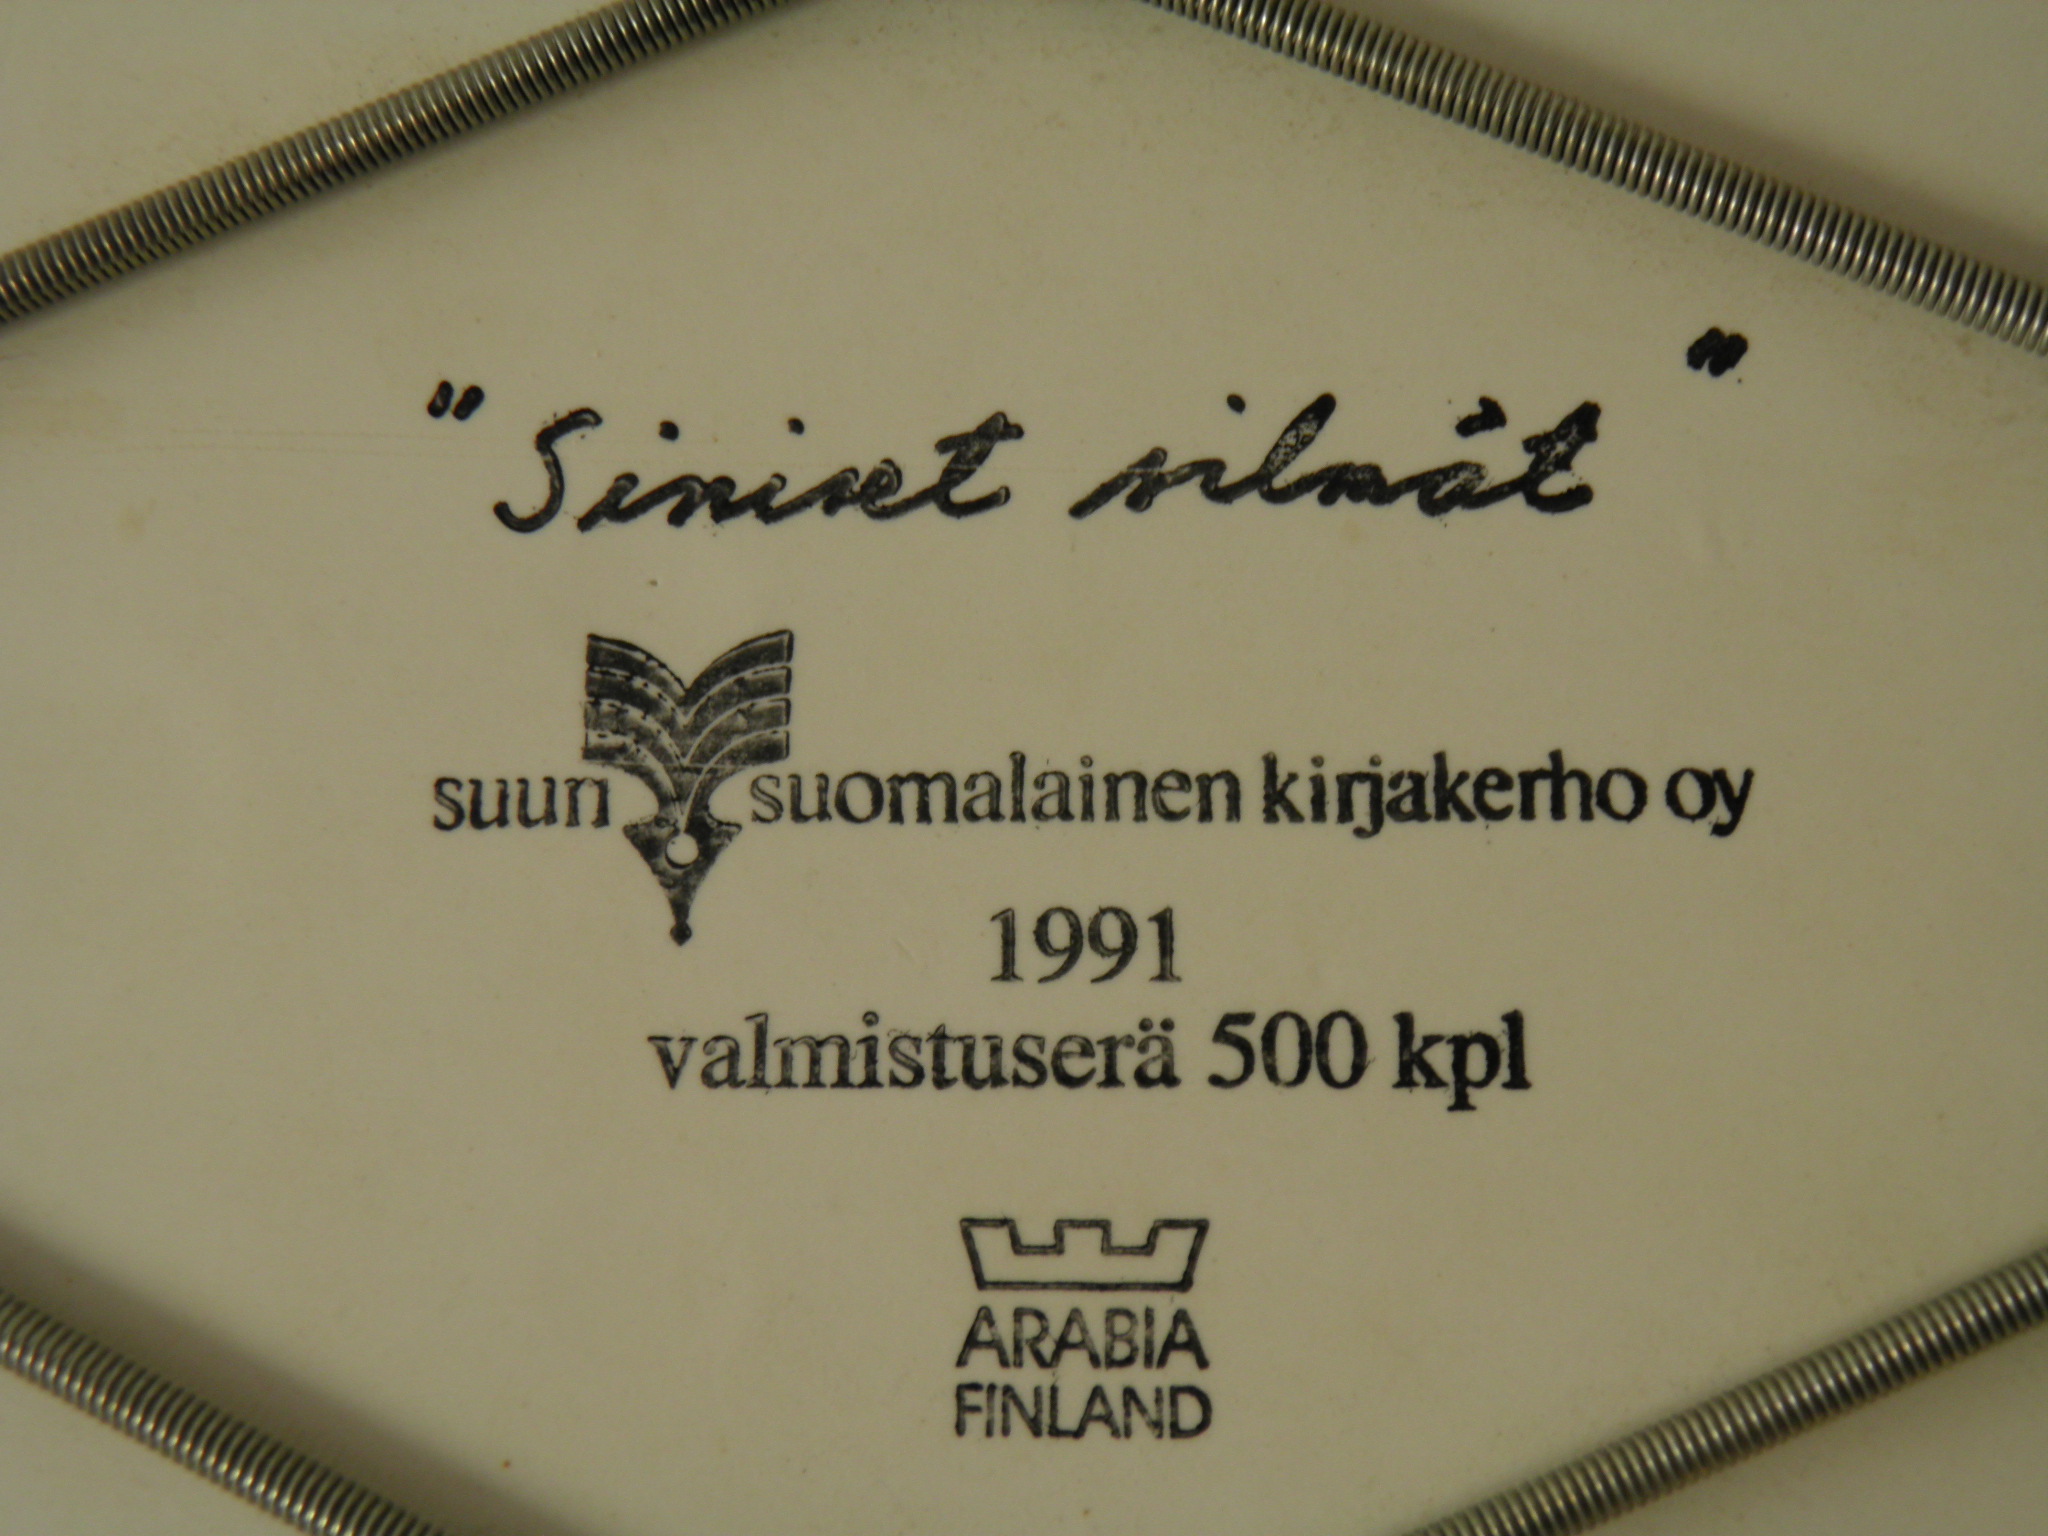 "Siniset silmät"
suuri suomalainen kirjakerho oy
1991
valmistuserä 500 kpl
ARABIA
FINLAND